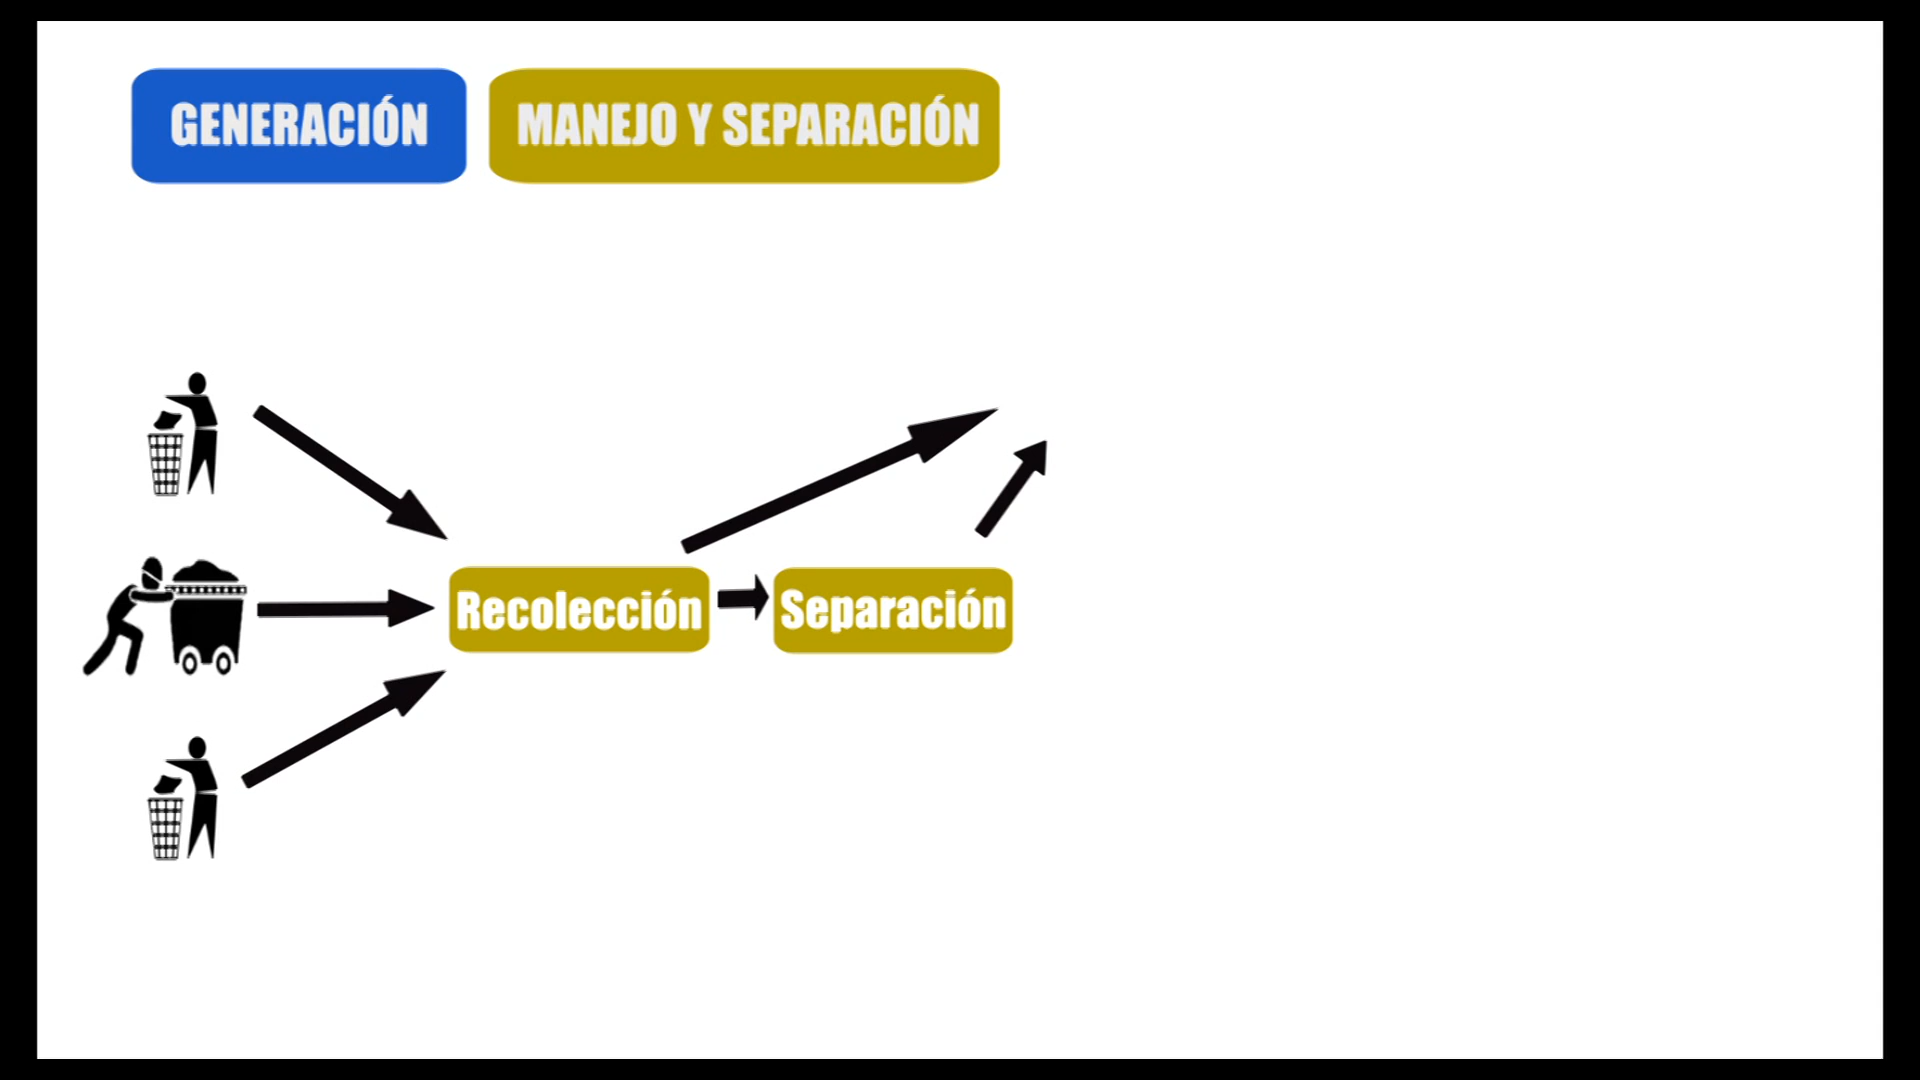 GENERACIÓN
MANEJO Y SEPARACIÓN
Recolección
Separación